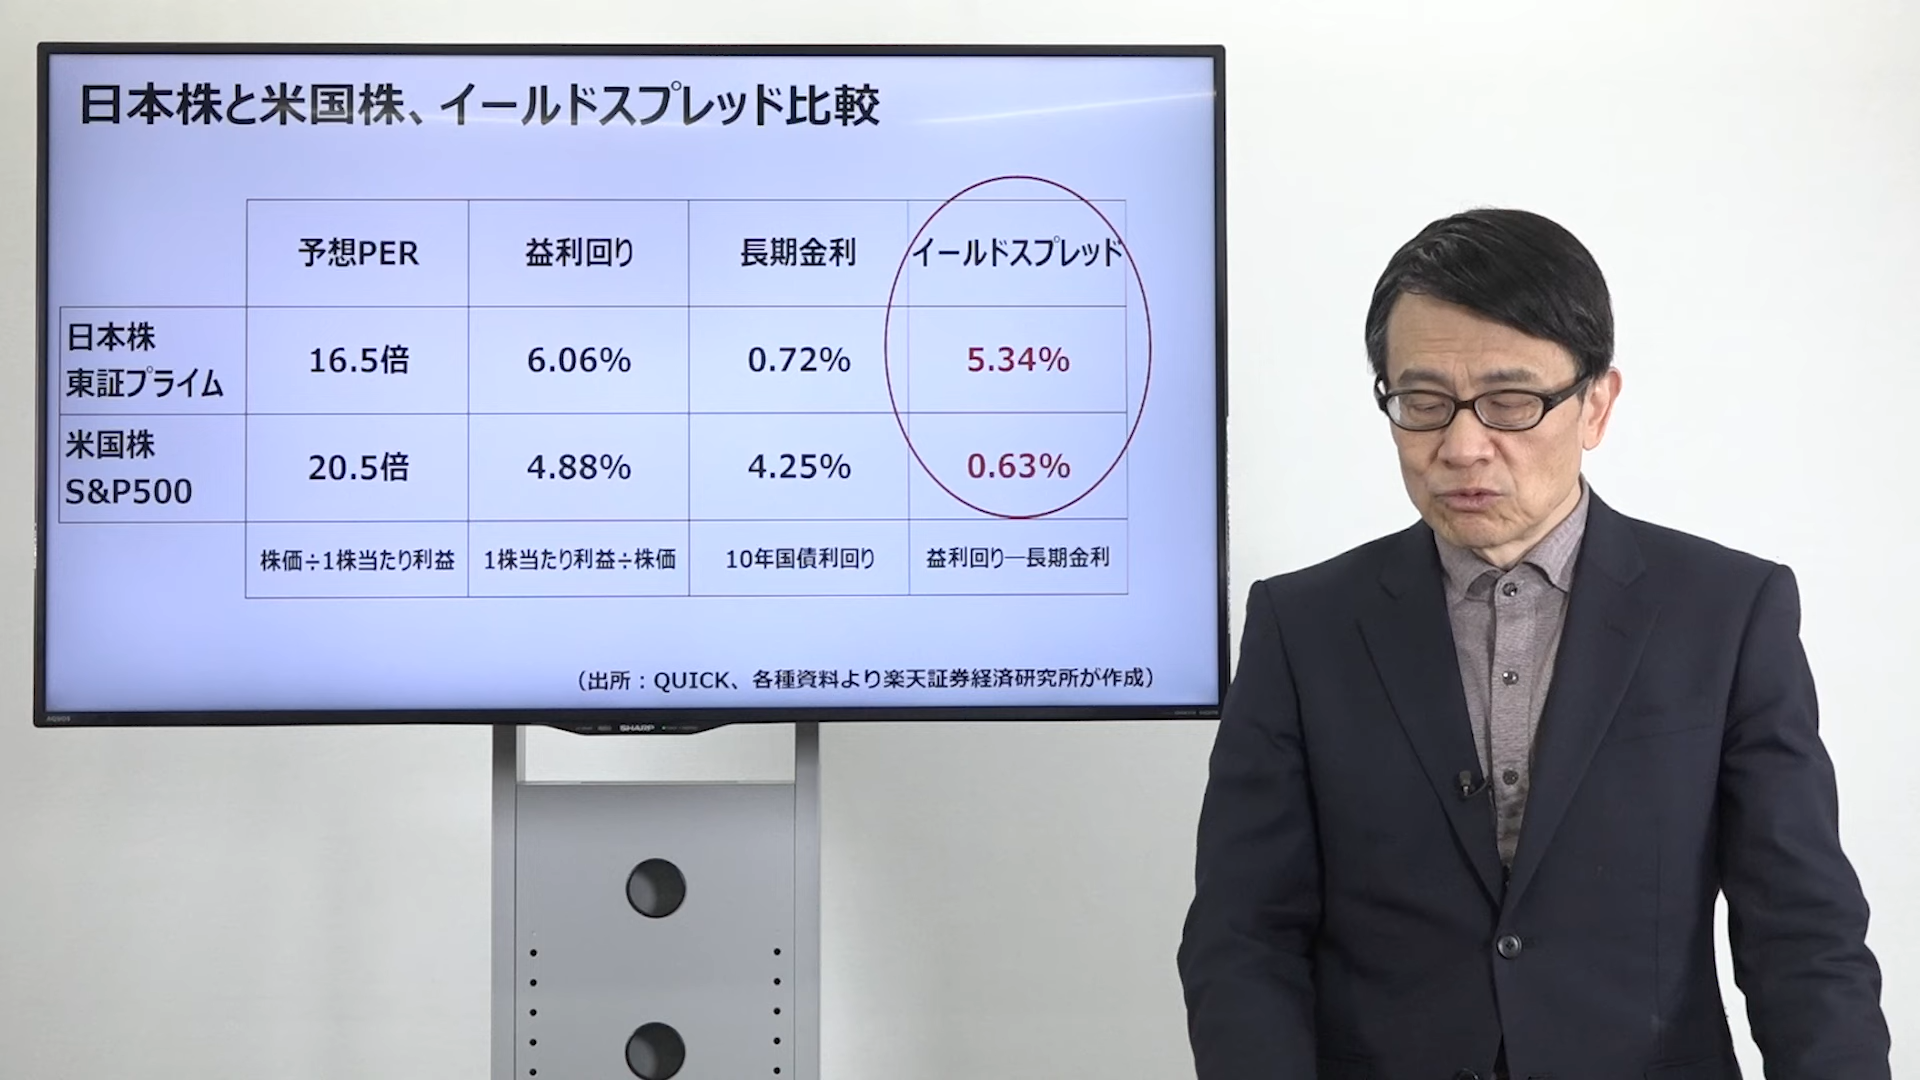 日本株と米国株、イールドスプレッド比較
予想PER 益利回り 長期金利 イールドスプレッド
日本株
東証プライム 16.5倍 6.06% 0.72% 5.34%
米国株
S&P500 20.5倍 4.88% 4.25% 0.63%
株価÷1株当たり利益 1株当たり利益÷株価 10年国債利回り 益利回り―長期金利
(出所:QUICK、各種資料より楽天証券経済研究所が作成)
AQUOS
SHARP